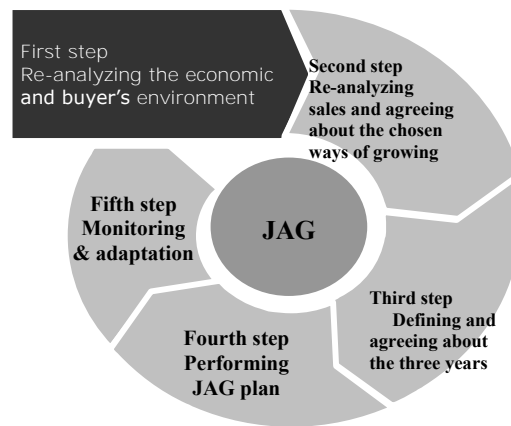 First step
Re-analyzing the economic
and buyer's environment
Second step
Re-analyzing
sales and agreeing
about the chosen
ways of growing
Third step
Defining and
agreeing about
the three years
Fourth step
Performing
JAG plan
Fifth step
Monitoring
& adaptation
JAG